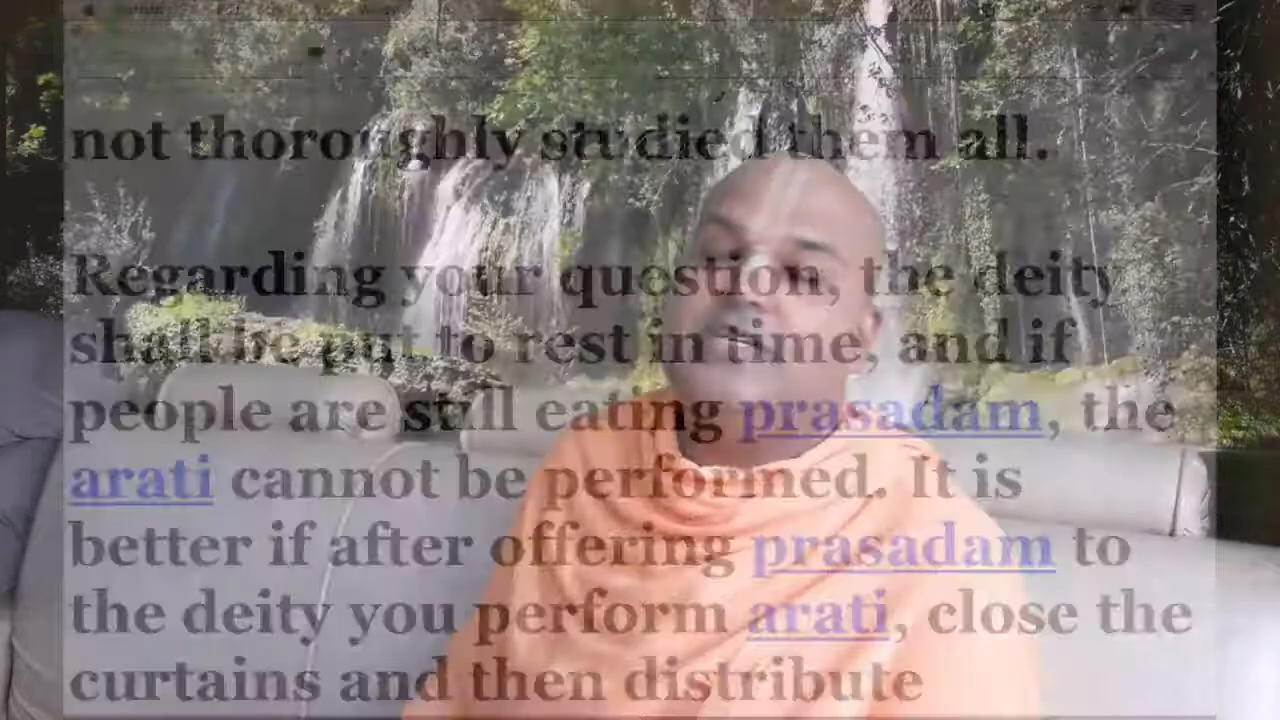 not thoroughly studied them all.
Regarding your question, the deity
shall be put to rest in time, and if
people are still eating prasadam, the
arati cannot be performed. It is
better if after offering prasadam to
the deity you perform arati, close the
curtains and then distribute